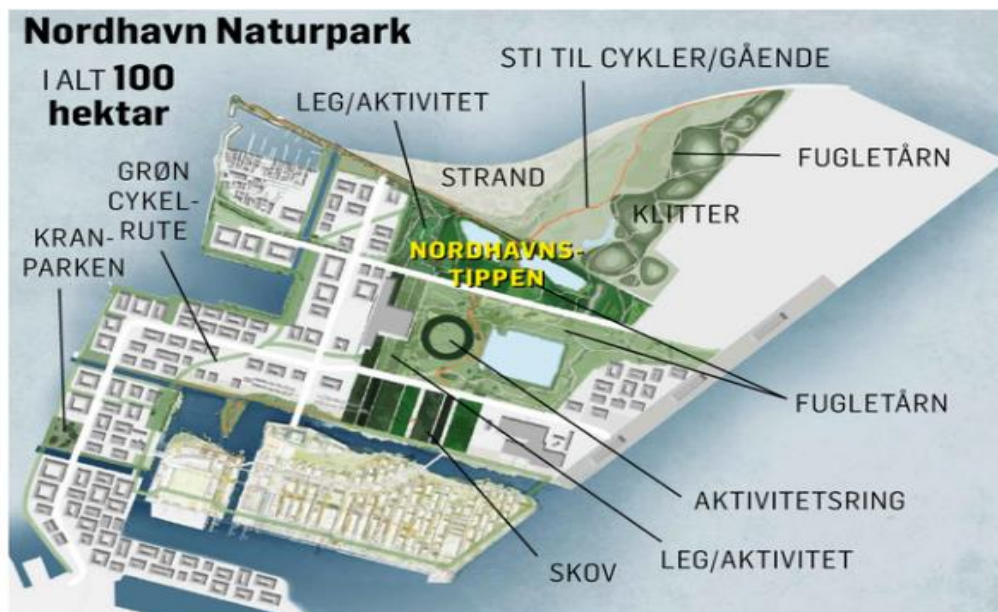 Nordhavn Naturpark
I ALT 100
hektar
LEG/AKTIVITET
STI TIL CYKLER/GÅENDE
FUGLETÅRN
STRAND
GRØN
CYKEL-
RUTE
KRAN-
PARKEN
KLITTER
NORDHAVNS-
TIPPEN
FUGLETÅRN
AKTIVITETSRING
LEG/AKTIVITET
SKOV